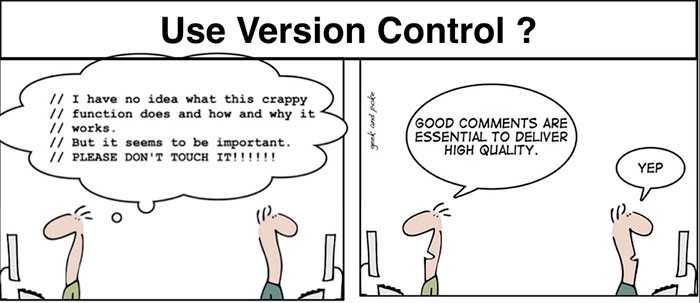 Use Version Control ?
// I have no idea what this crappy
// function does and how and why it
// works.
// But it seems to be important.
// PLEASE DON'T TOUCH IT!!!!!!
geek and poke
GOOD COMMENTS ARE
ESSENTIAL TO DELIVER
HIGH QUALITY.
YEP